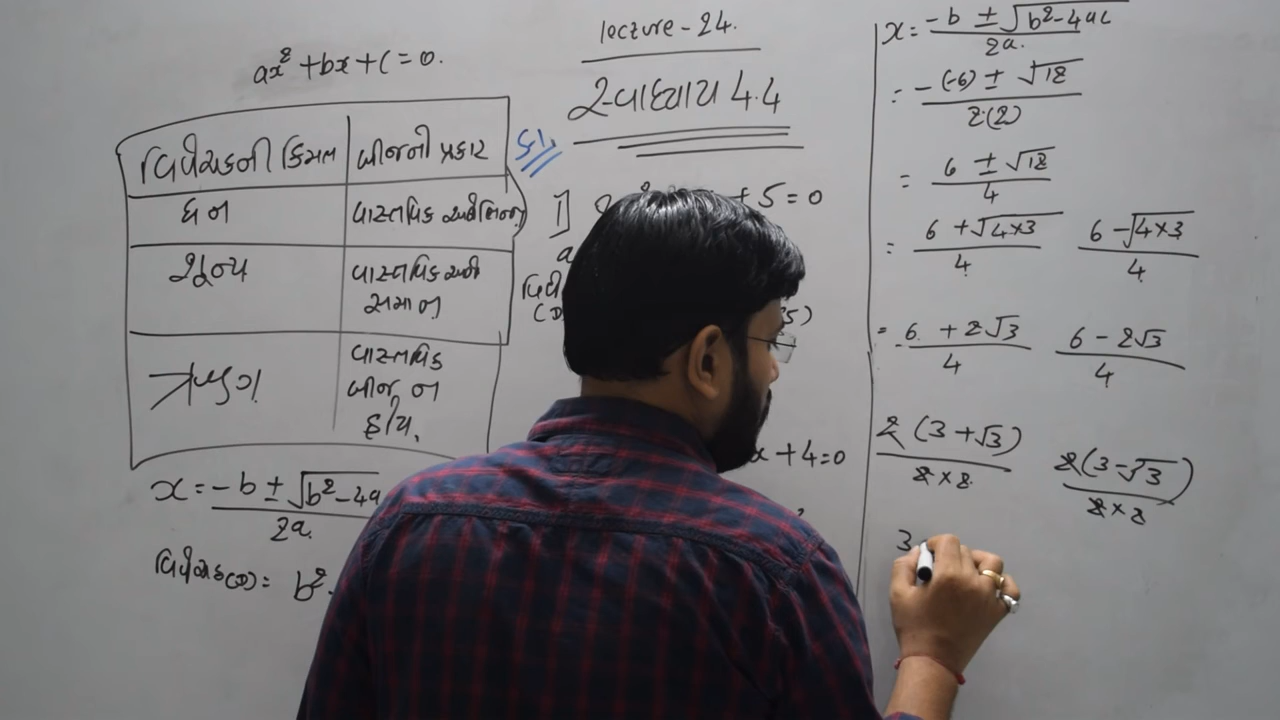 lecture-24.
સ્વાધ્યાય 4.4
ax² + bx + c = 0.
વિવેચકની કિંમત | બીજનો પ્રકાર
ધન | વાસ્તવિક અને ભિન્ન
શૂન્ય | વાસ્તવિક અને સમાન
ઋણ | વાસ્તવિક બીજ ન હોય.
x = -b ± √b²-4a
2a
વિવેચક(D) = b²
દા.
1]
+ 5 = 0
a
(D
5)
x + 4 = 0
x = -b ± √b²-4ac / 2a.
= -(-6) ± √12 / 2(2)
= 6 ± √12 / 4
= 6 + √4×3 / 4    6 - √4×3 / 4
= 6 + 2√3 / 4    6 - 2√3 / 4
2(3 + √3) / 2×2    2(3 - √3) / 2×2
3